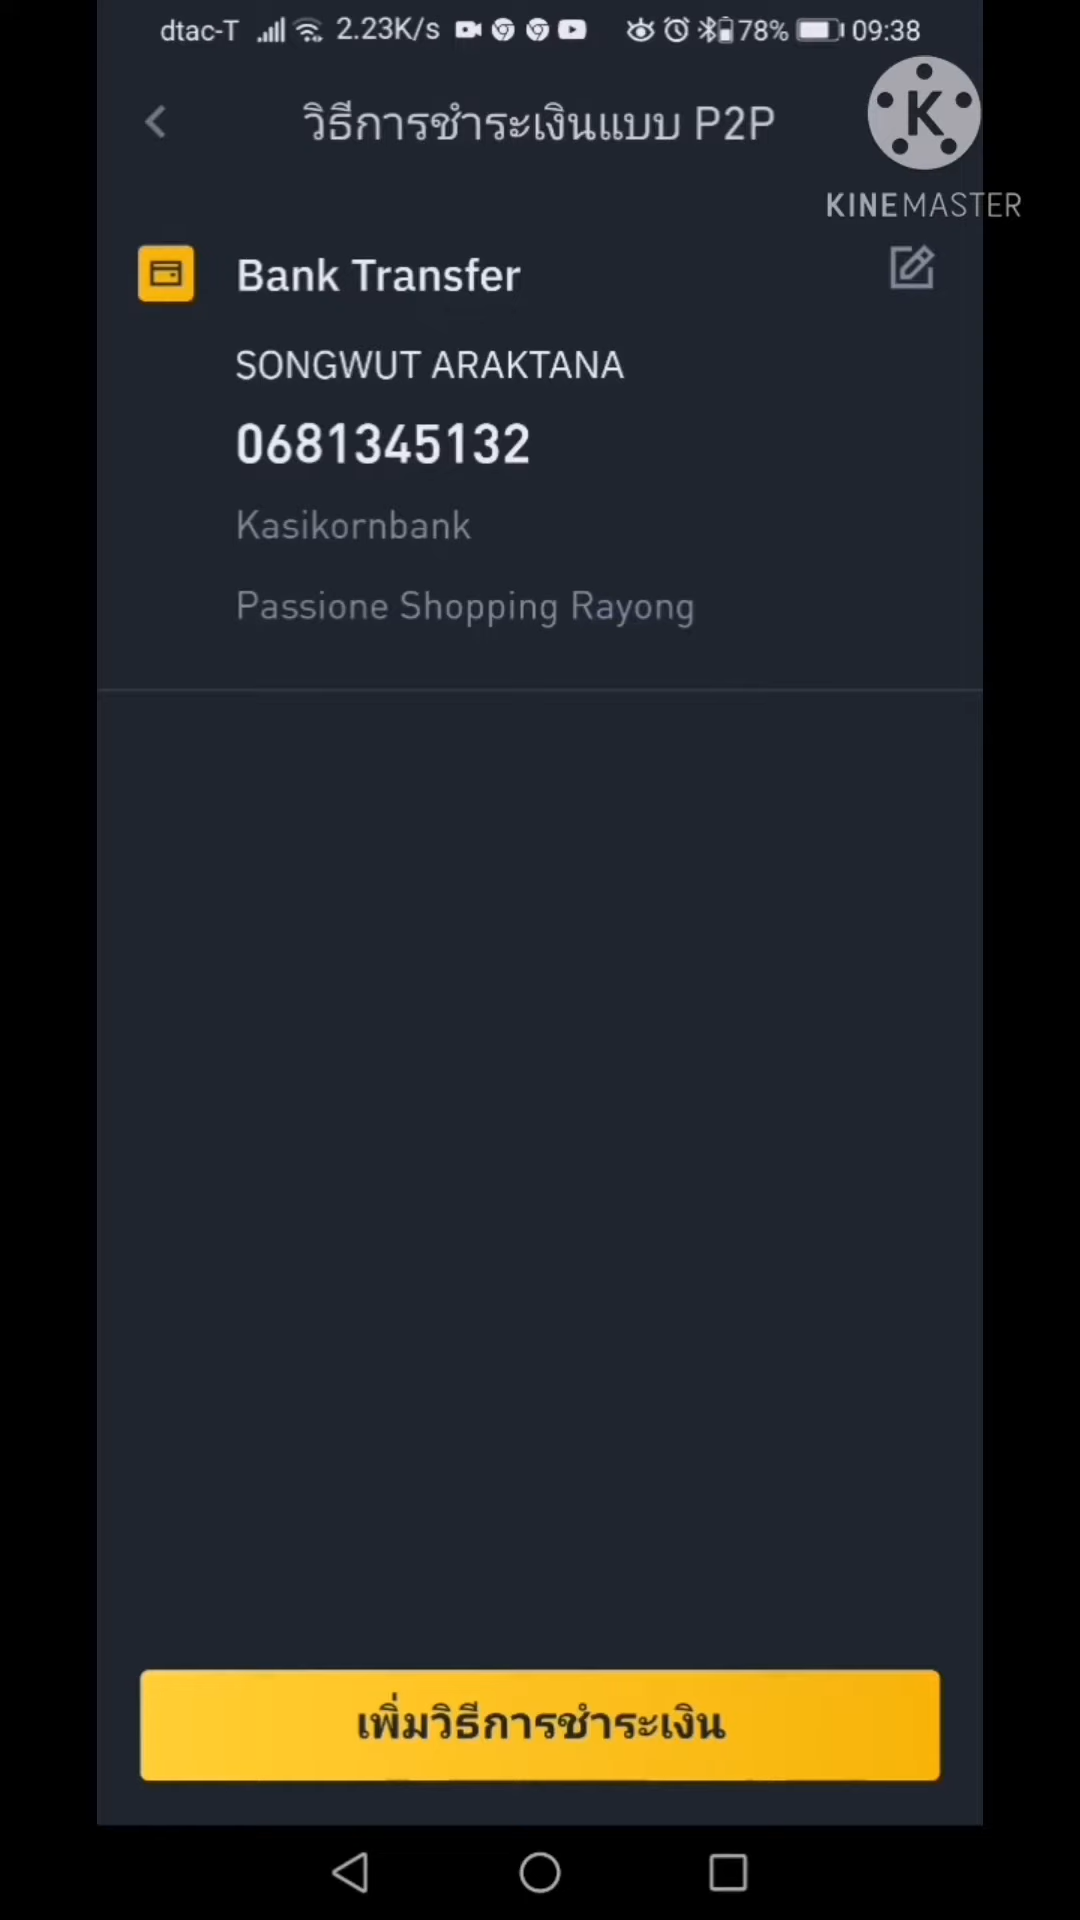 dtac-T 2.23K/s 78% 09:38
วิธีการชำระเงินแบบ P2P
K
KINEMASTER
Bank Transfer
SONGWUT ARAKTANA
0681345132
Kasikornbank
Passione Shopping Rayong
เพิ่มวิธีการชำระเงิน